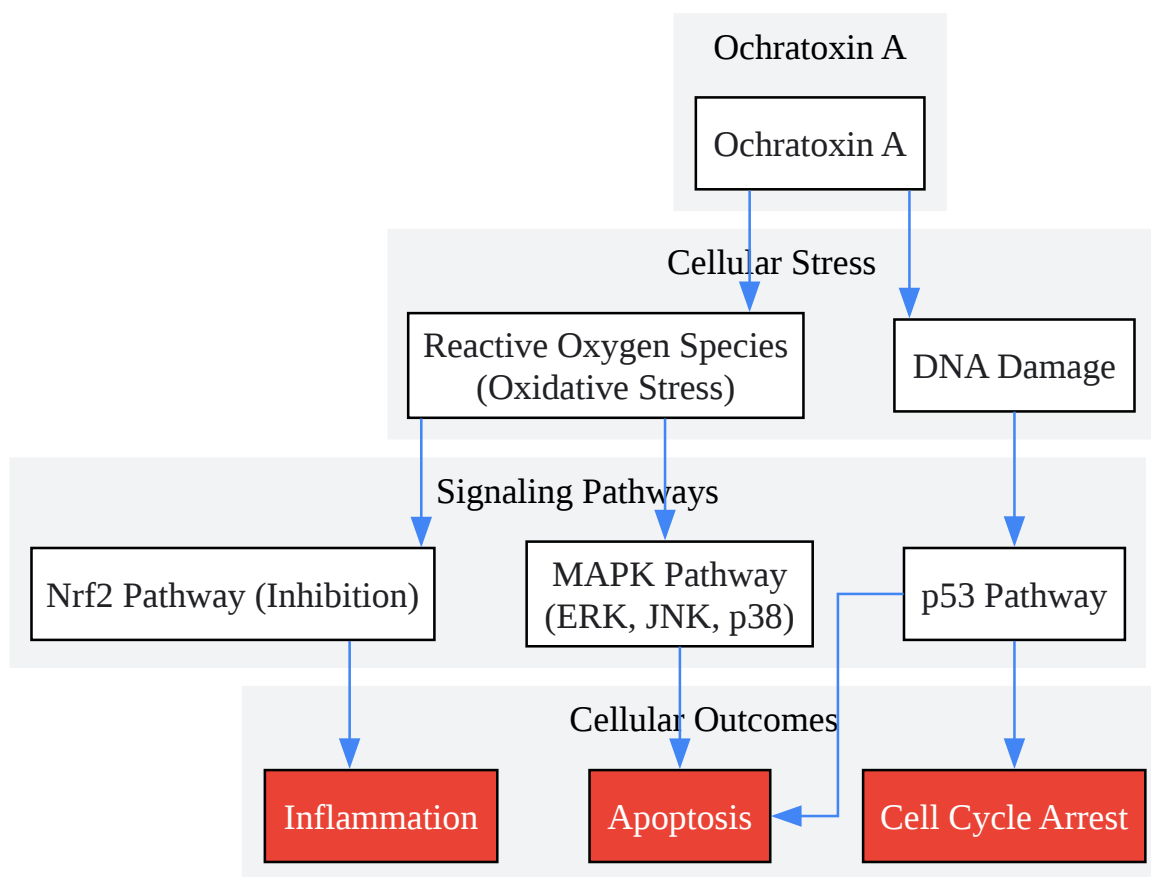 Ochratoxin A
Ochratoxin A
Cellular Stress
Reactive Oxygen Species
(Oxidative Stress)
DNA Damage
Signaling Pathways
Nrf2 Pathway (Inhibition)
MAPK Pathway
(ERK, JNK, p38)
p53 Pathway
Cellular Outcomes
Inflammation
Apoptosis
Cell Cycle Arrest